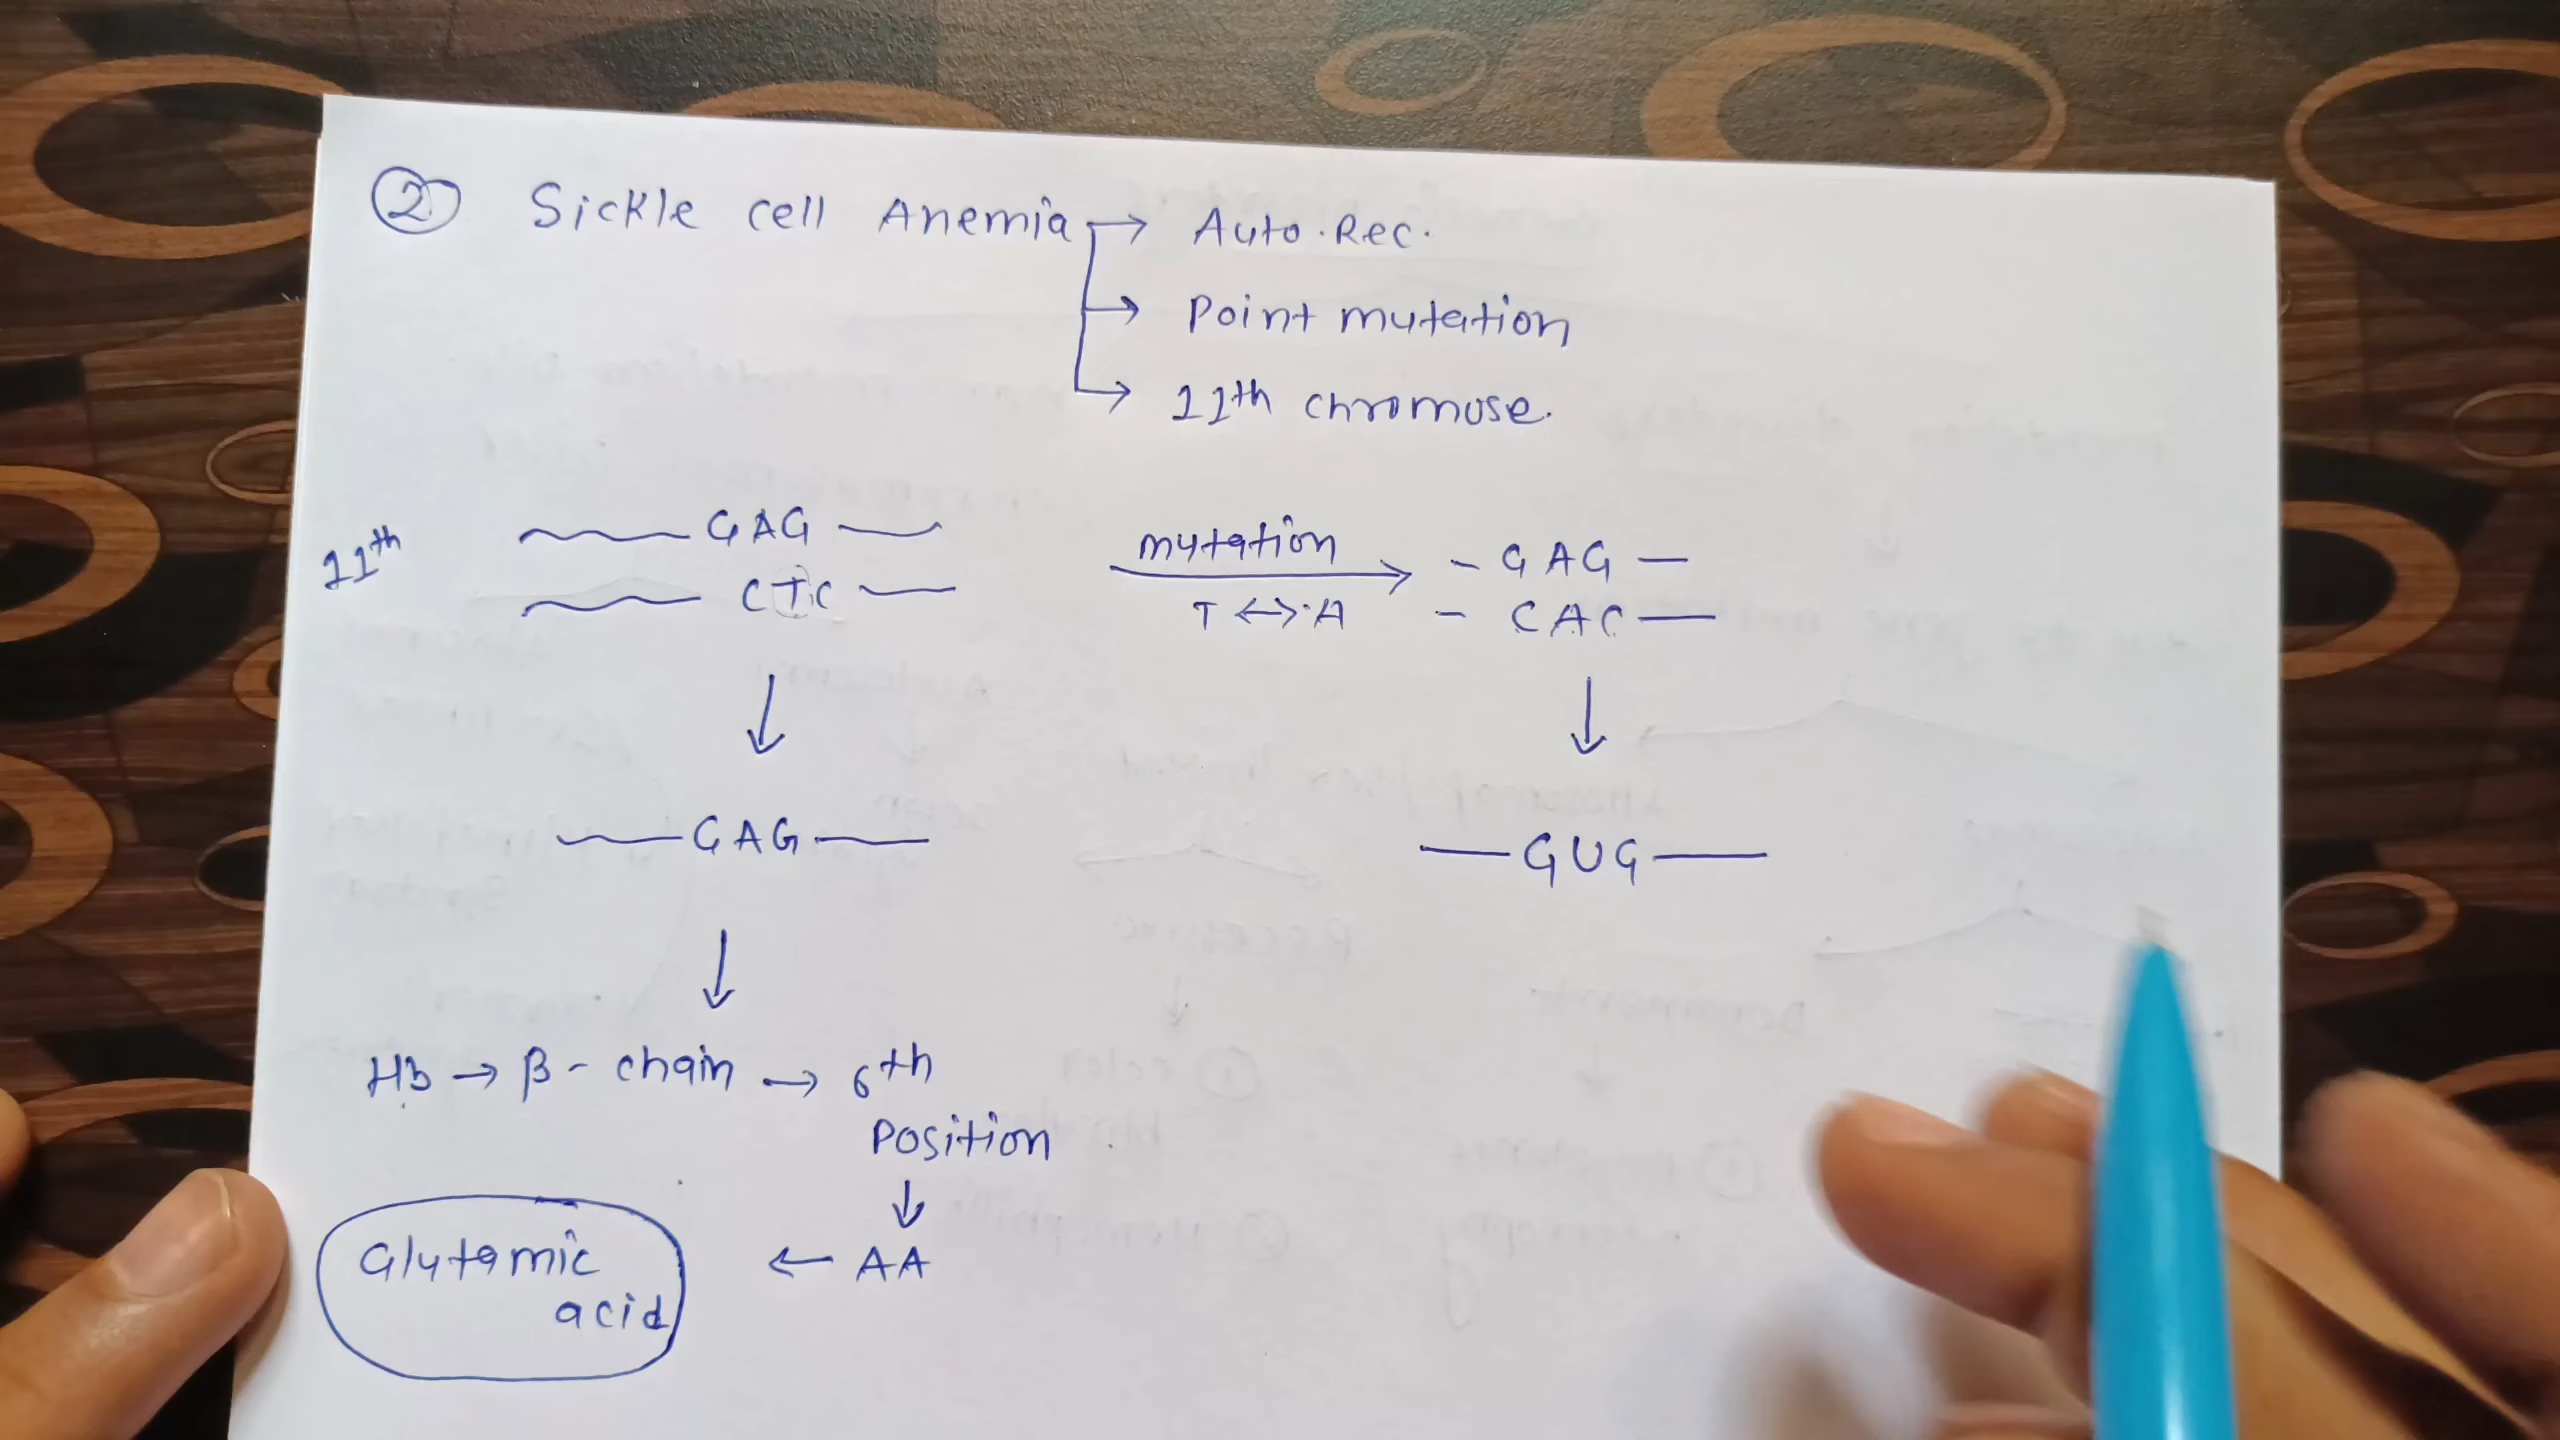 ② Sickle cell Anemia → Auto. Rec.
→ Point mutation
→ 11th chromuse.
11th
GAG
CTC
mutation
T ↔ A
- GAG -
- CAC -
↓ ↓
GAG
GUG
↓
Hb → β - chain → 6th
Position
↓
Glutamic
acid
← AA